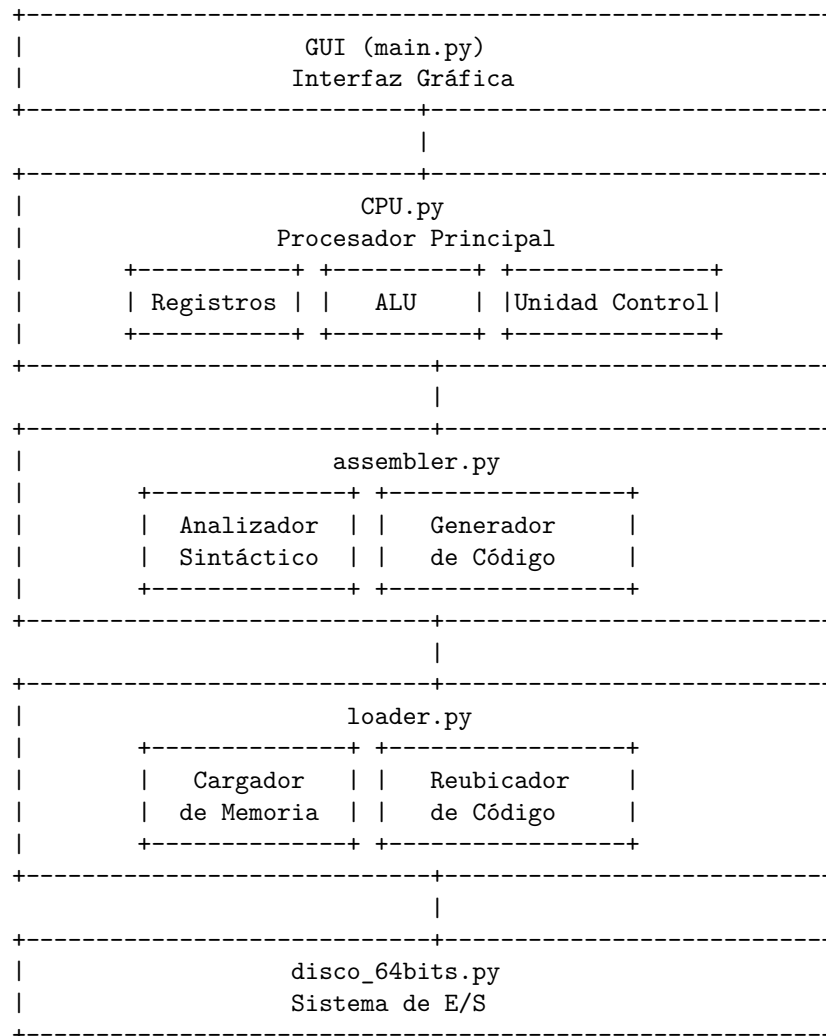 GUI (main.py)
Interfaz Gráfica
CPU.py
Procesador Principal
Registros ALU Unidad Control
assembler.py
Analizador Generador
Sintáctico de Código
loader.py
Cargador Reubicador
de Memoria de Código
disco_64bits.py
Sistema de E/S